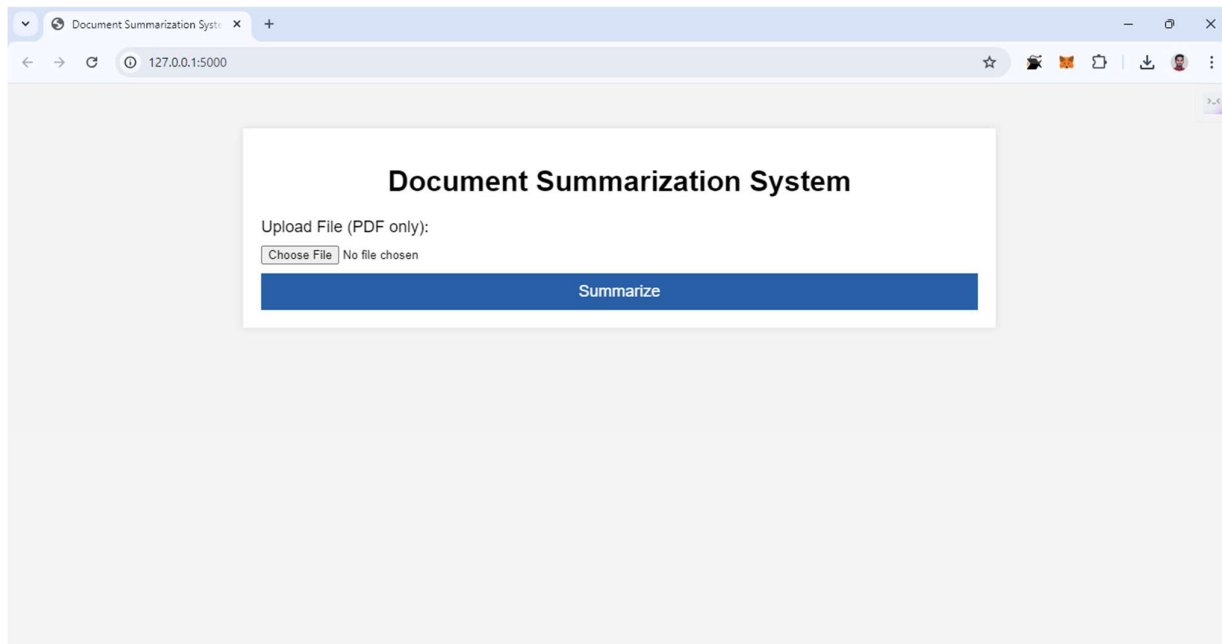 Document Summarization Syste
127.0.0.1:5000
Document Summarization System
Upload File (PDF only):
Choose File No file chosen
Summarize